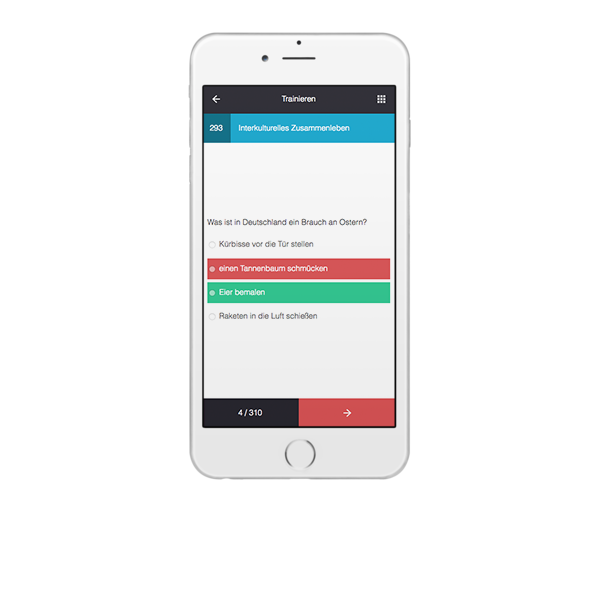 Trainieren
293 Interkulturelles Zusammenleben
Was ist in Deutschland ein Brauch an Ostern?
Kürbisse vor die Tür stellen
einen Tannenbaum schmücken
Eier bemalen
Raketen in die Luft schießen
4 / 310